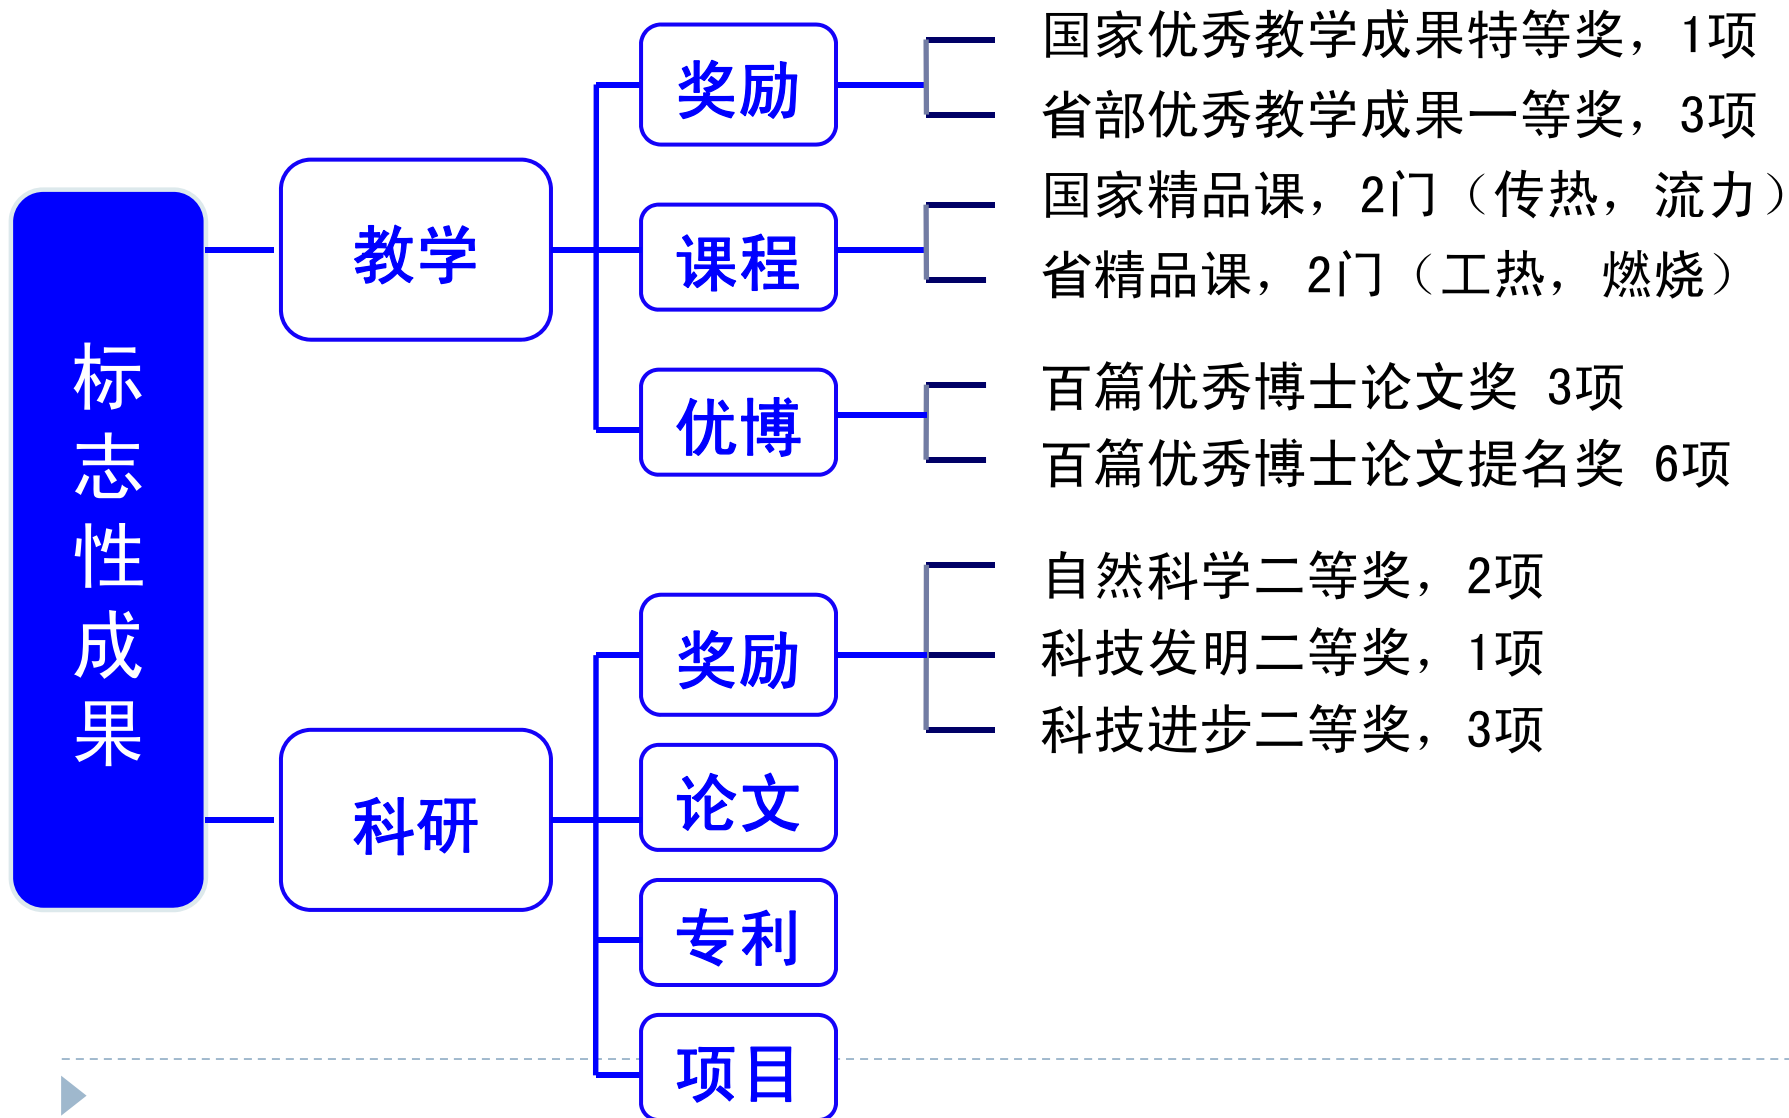 标志性成果
教学
奖励
国家优秀教学成果特等奖，1项
省部优秀教学成果一等奖，3项
课程
国家精品课，2门（传热，流力）
省精品课，2门（工热，燃烧）
优博
百篇优秀博士论文奖 3项
百篇优秀博士论文提名奖 6项
科研
奖励
自然科学二等奖，2项
科技发明二等奖，1项
科技进步二等奖，3项
论文
专利
项目